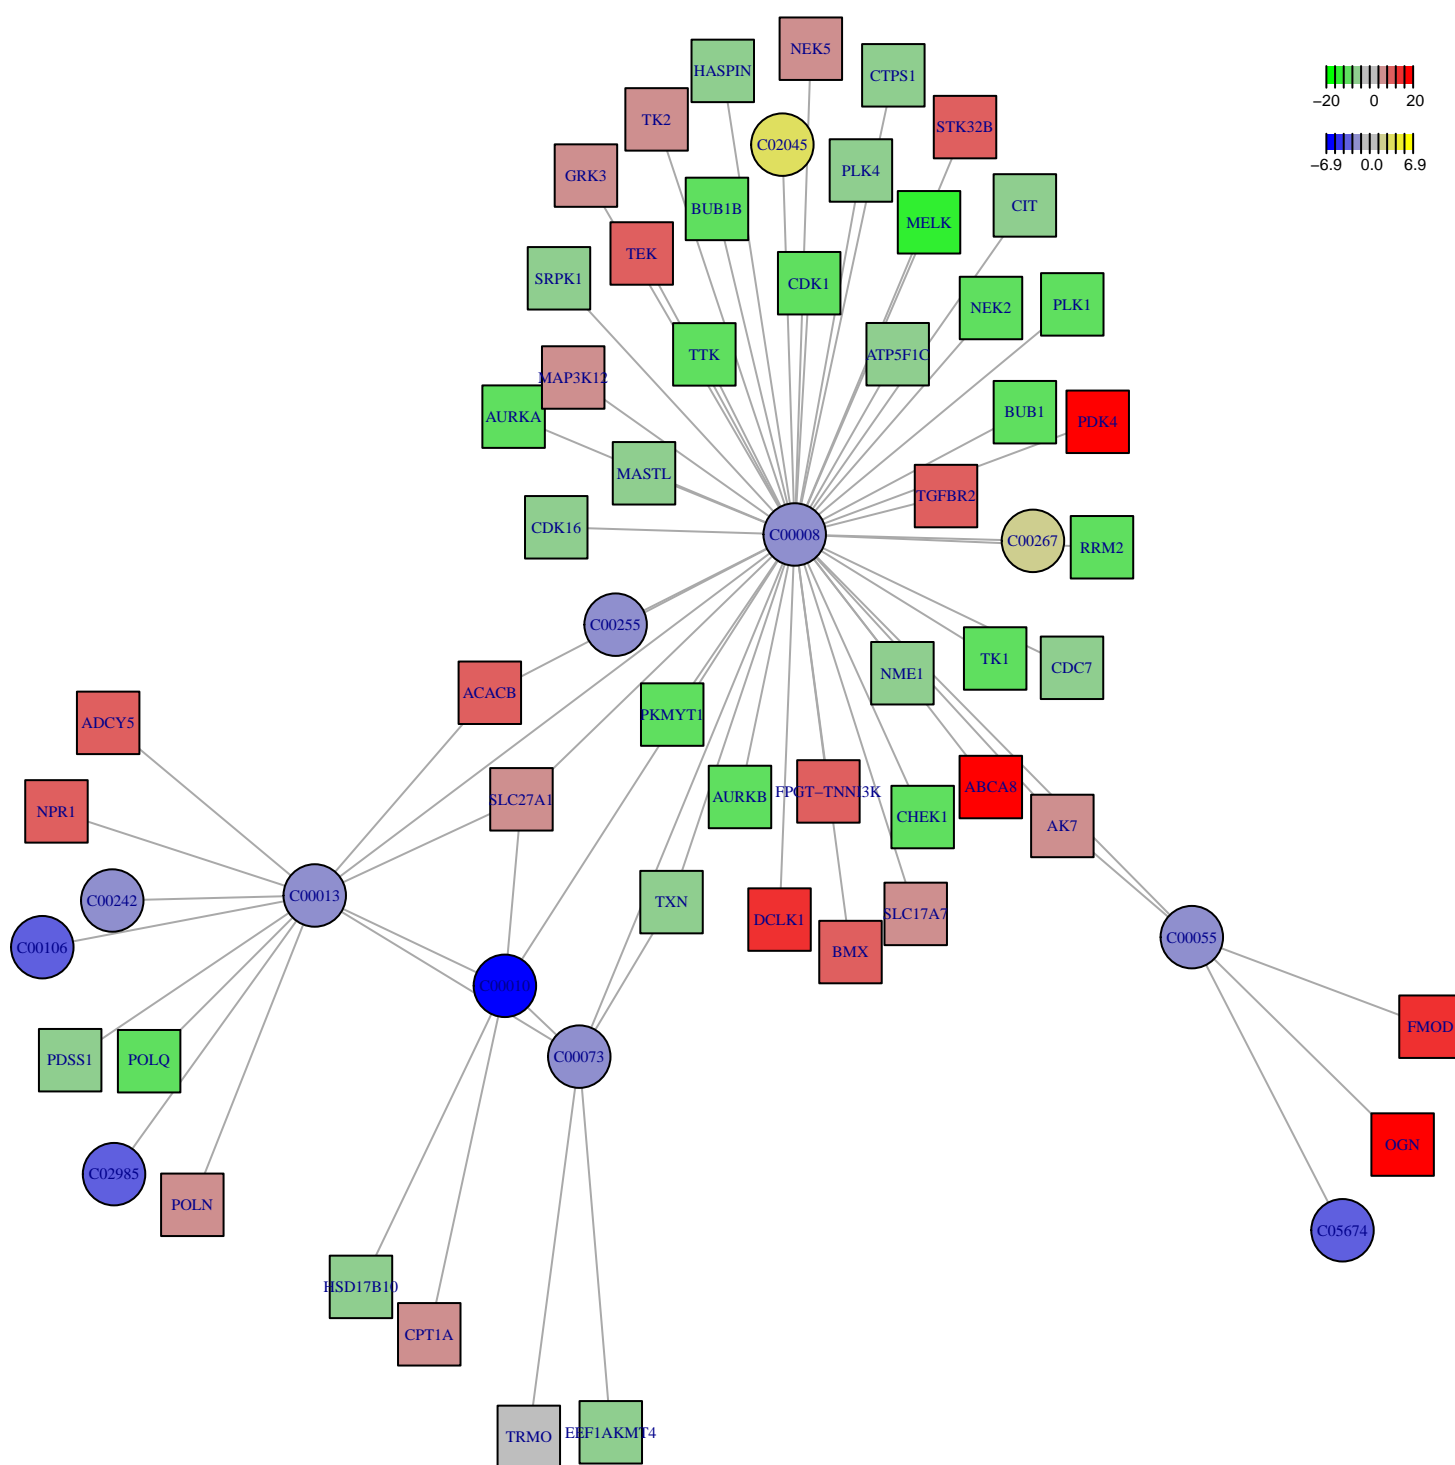 NEK5
HASPIN
CTPS1
−20 0 20
TK2
STK32B
C02045
−6.9 0.0 6.9
PLK4
GRK3
CIT
BUB1B
MELK
TEK
SRPK1
CDK1
NEK2
PLK1
TTK
ATP5F1C
MAP3K12
AURKA
BUB1
PDK4
MASTL
TGFBR2
CDK16
C00008
C00267
RRM2
C00255
TK1
CDC7
NME1
ACACB
PKMYT1
ADCY5
ABCA8
FPGT−TNNI3K
AURKB
SLC27A1
NPR1
CHEK1
AK7
C00013
C00242
TXN
SLC17A7
DCLK1
C00055
C00106
BMX
C00010
FMOD
C00073
PDSS1
POLQ
OGN
C02985
POLN
C05674
HSD17B10
CPT1A
TRMO
EEF1AKMT4